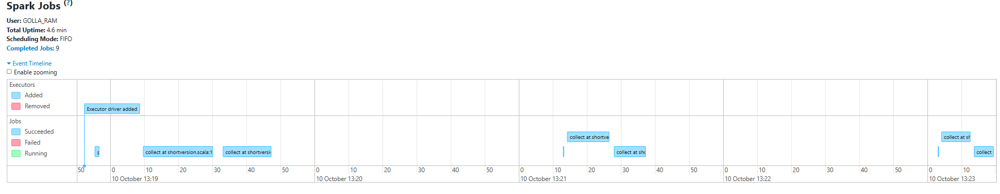 Spark Jobs (?)
User: GOLLA_RAM
Total Uptime: 4.6 min
Scheduling Mode: FIFO
Completed Jobs: 9
Event Timeline
Enable zooming
Executors
Added
Removed
Executor driver added
Jobs
Succeeded
Failed
Running
collect at shortve
collect at sh
collect at shortversion.scala:1
collect at shortversi
collect at sho
collect
50 0 10 20 30 40 50 0 10 20 30 40 50 0 10 20 30 40 50 0 10 20 30 40 50 0 10
10 October 13:19 10 October 13:20 10 October 13:21 10 October 13:22 10 October 13:23